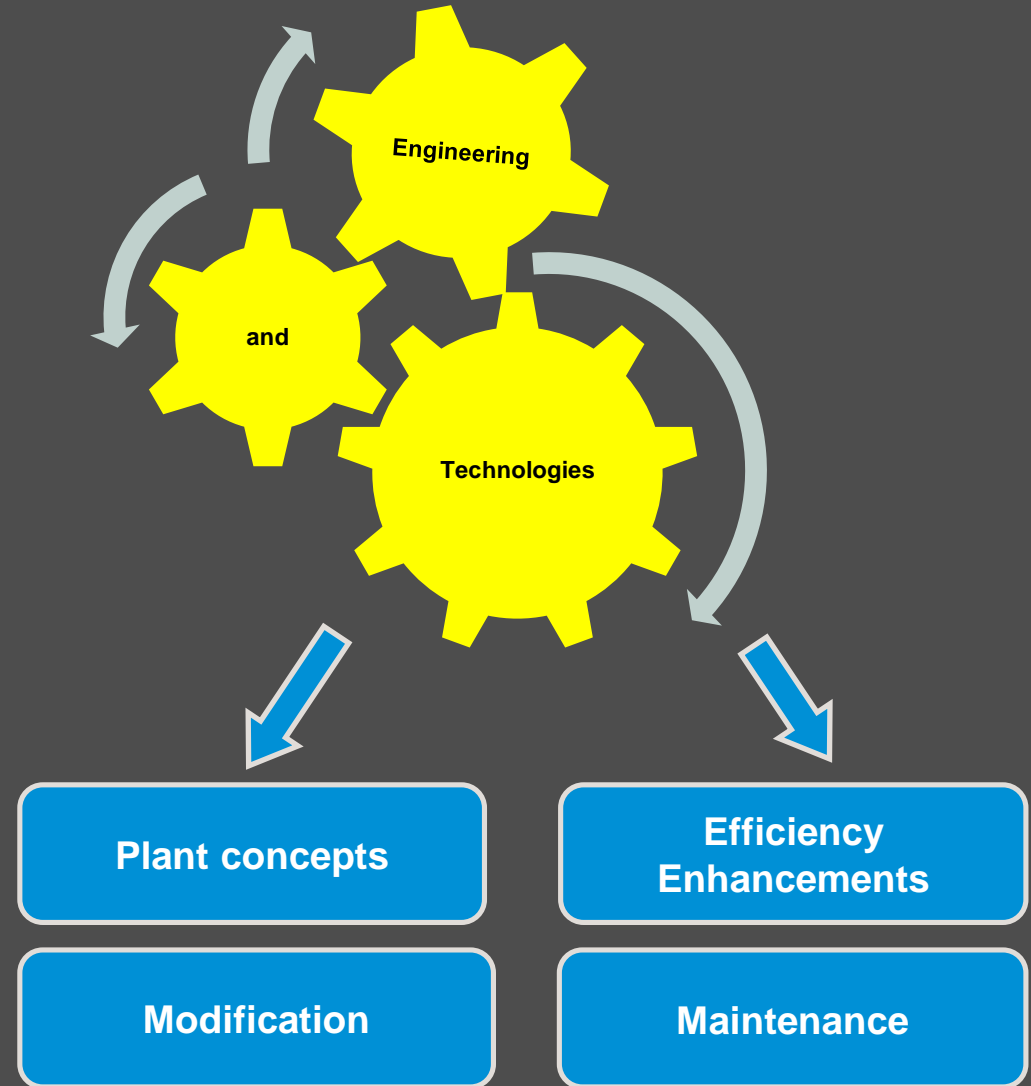 Engineering
and
Technologies
Plant concepts
Efficiency
Enhancements
Modification
Maintenance